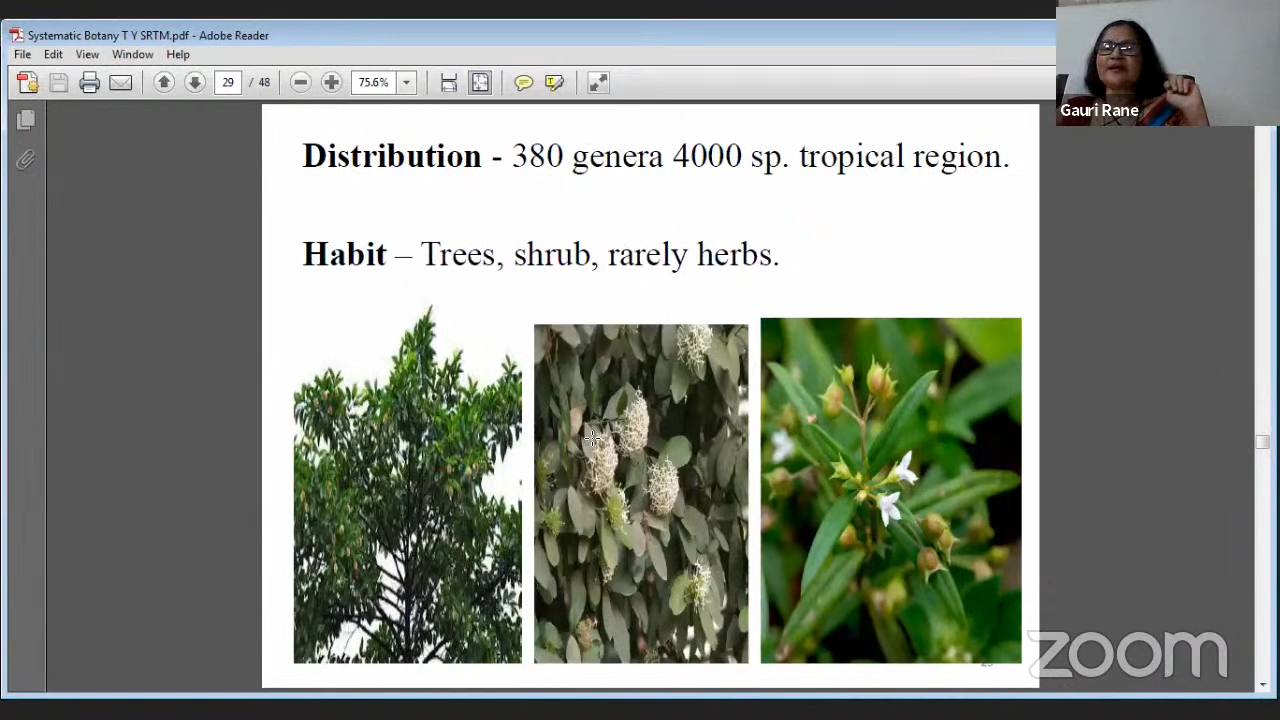 Systematic Botany T Y SRTM.pdf - Adobe Reader
File Edit View Window Help
29 / 48 75.6%
Gauri Rane
Distribution - 380 genera 4000 sp. tropical region.
Habit – Trees, shrub, rarely herbs.
zoom